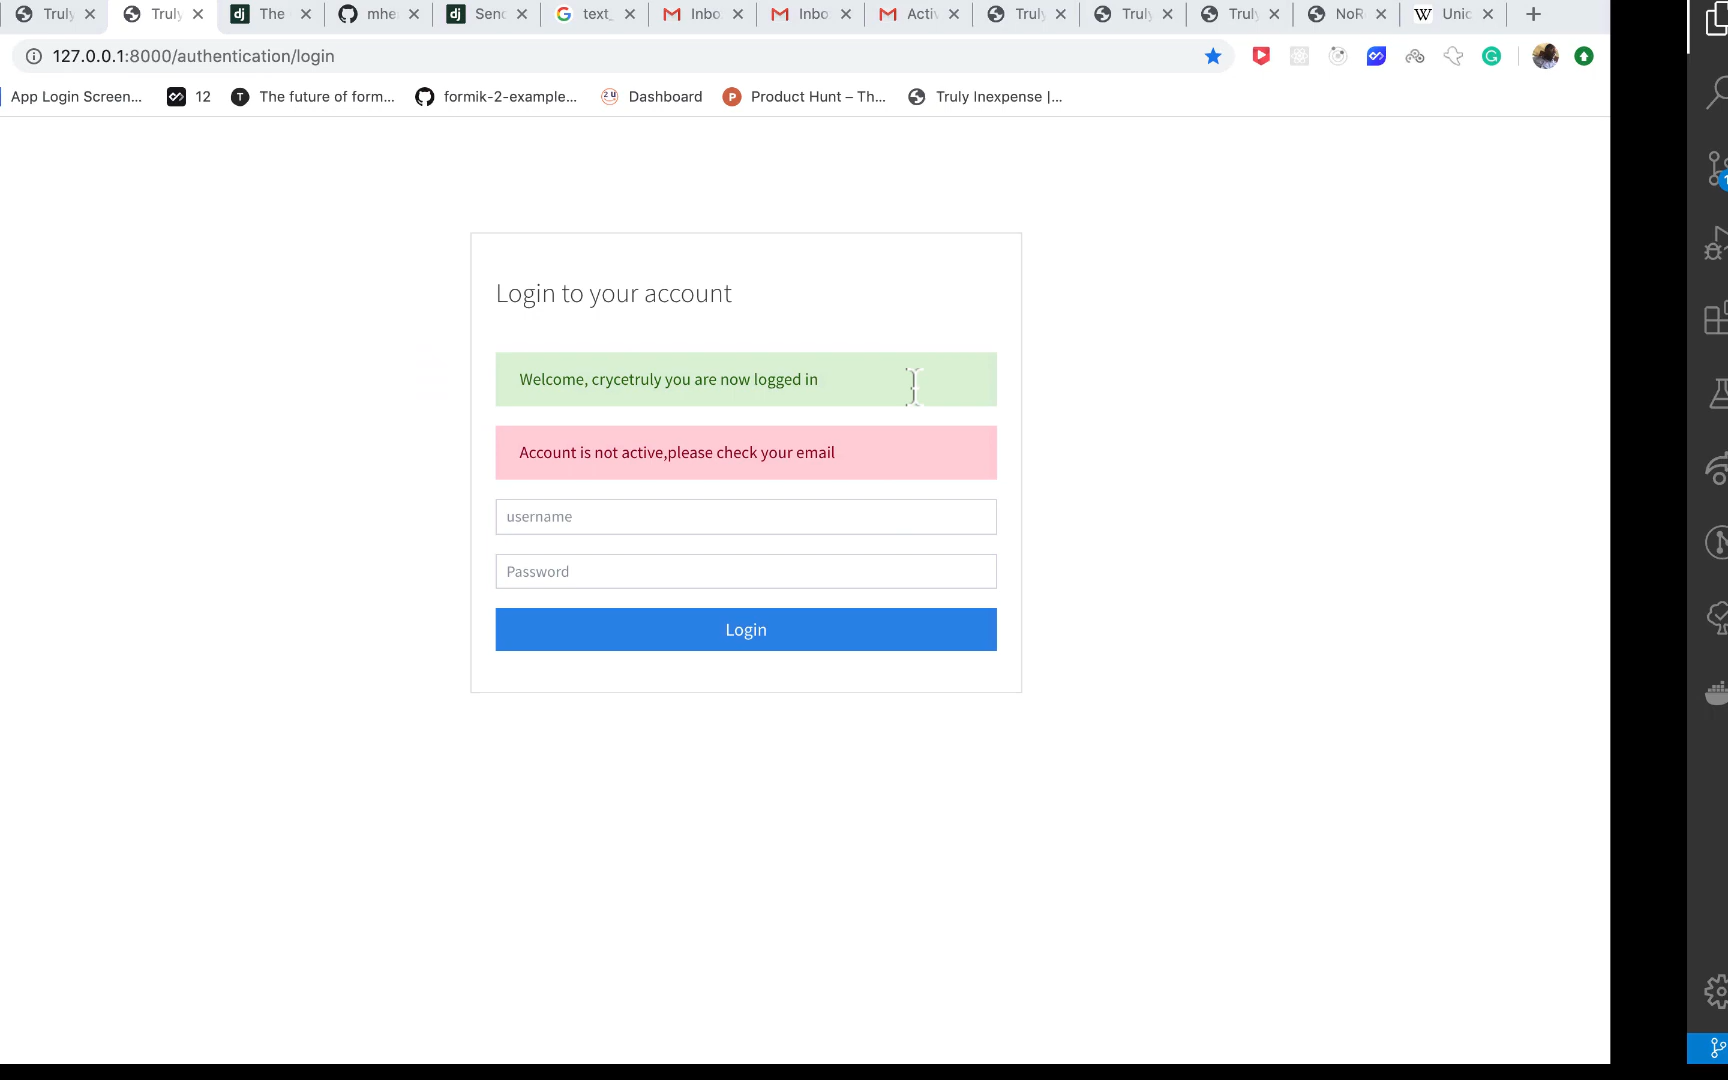 Truly
Truly
The
mhe
Send
text_
Inbo
Inbo
Activ
Truly
Truly
Truly
NoR
Unic
127.0.0.1:8000/authentication/login
App Login Screen...
12
The future of form...
formik-2-example...
Dashboard
Product Hunt – Th...
Truly Inexpense |...
Login to your account
Welcome, crycetruly you are now logged in
Account is not active,please check your email
username
Password
Login